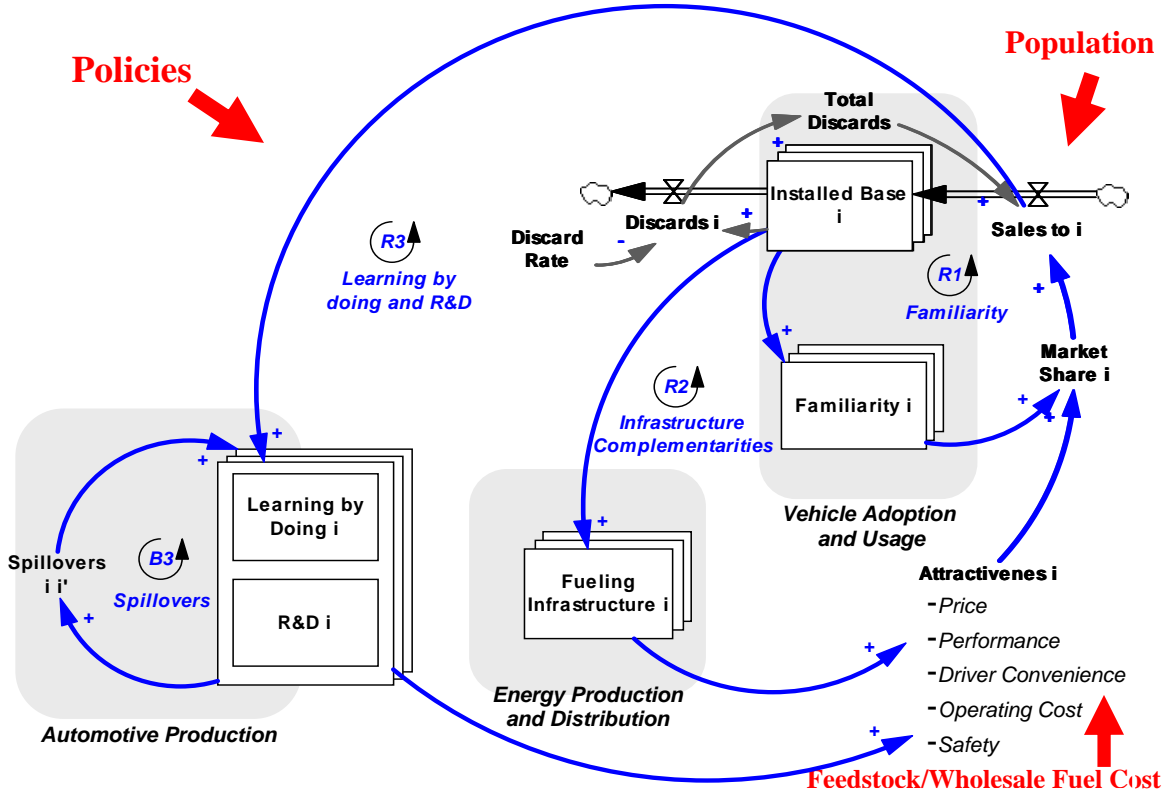 Policies
Population
Total
Discards
+
Installed Base
i
+
Discards i
+
Sales to i
Discard
Rate
-
R3
Learning by
doing and R&D
R1
Familiarity
+
+
Market
Share i
R2
Infrastructure
Complementarities
Familiarity i
+
+
+
+
Learning by
Doing i
Vehicle Adoption
and Usage
+
Spillovers
i i'
B3
Spillovers
+
R&D i
Fueling
Infrastructure i
Attractivenes i
-Price
-Performance
-Driver Convenience
-Operating Cost
-Safety
+
+
Energy Production
and Distribution
Automotive Production
Feedstock/Wholesale Fuel Cost